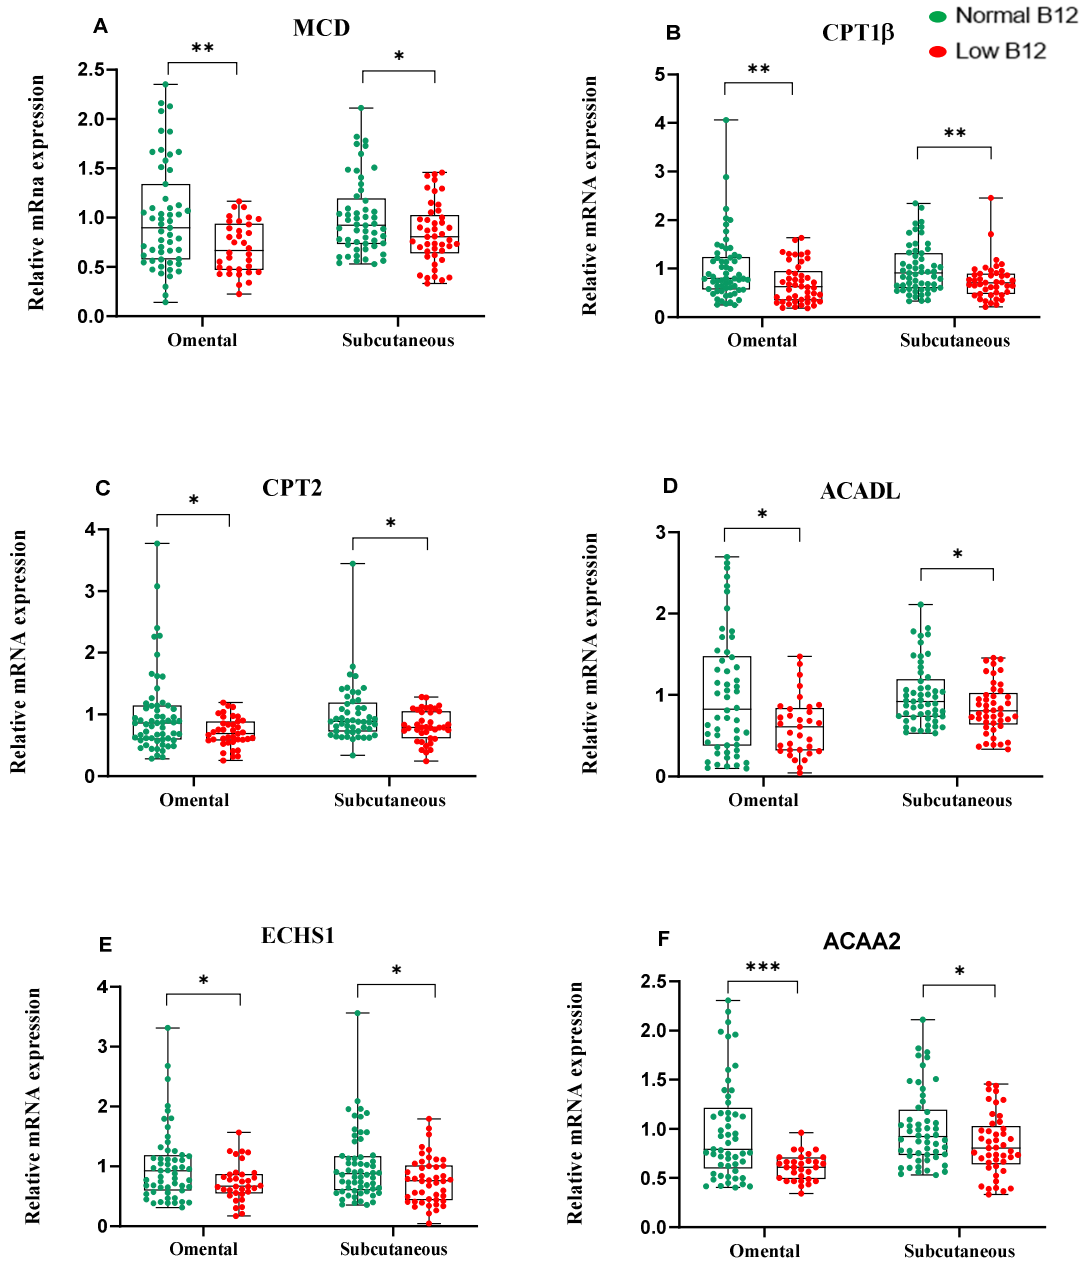 Normal B12
Low B12
A
MCD
**
*
Relative mRna expression
2.5
2.0
1.5
1.0
0.5
0.0
Omental
Subcutaneous
B
CPT1β
**
**
Relative mRNA expression
5
4
3
2
1
0
Omental
Subcutaneous
C
CPT2
*
*
Relative mRNA expression
4
3
2
1
0
Omental
Subcutaneous
D
ACADL
*
*
Relative mRNA expression
3
2
1
0
Omental
Subcutaneous
E
ECHS1
*
*
Relative mRNA expression
4
3
2
1
0
Omental
Subcutaneous
F
ACAA2
***
*
Relative mRNA expression
2.5
2.0
1.5
1.0
0.5
0.0
Omental
Subcutaneous